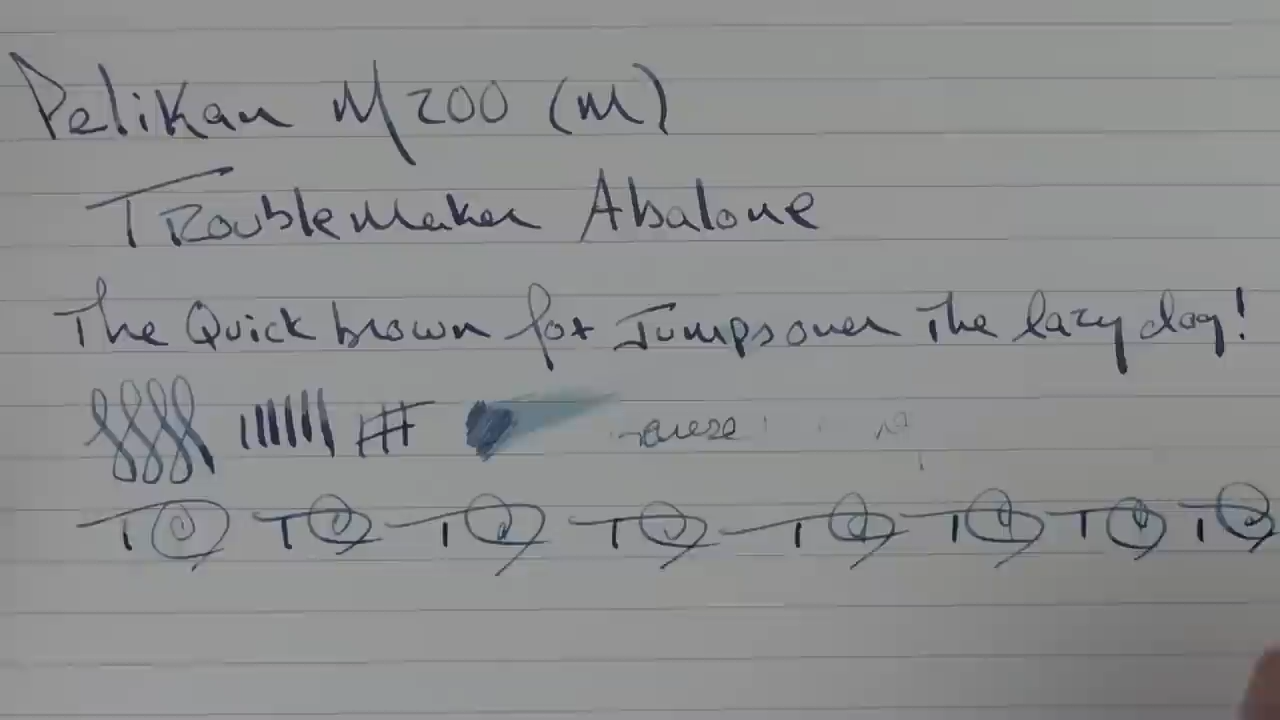 Pelikan M200 (M)
Troublemaker Abalone
The Quick brown fox Jumps over The lazy dog!